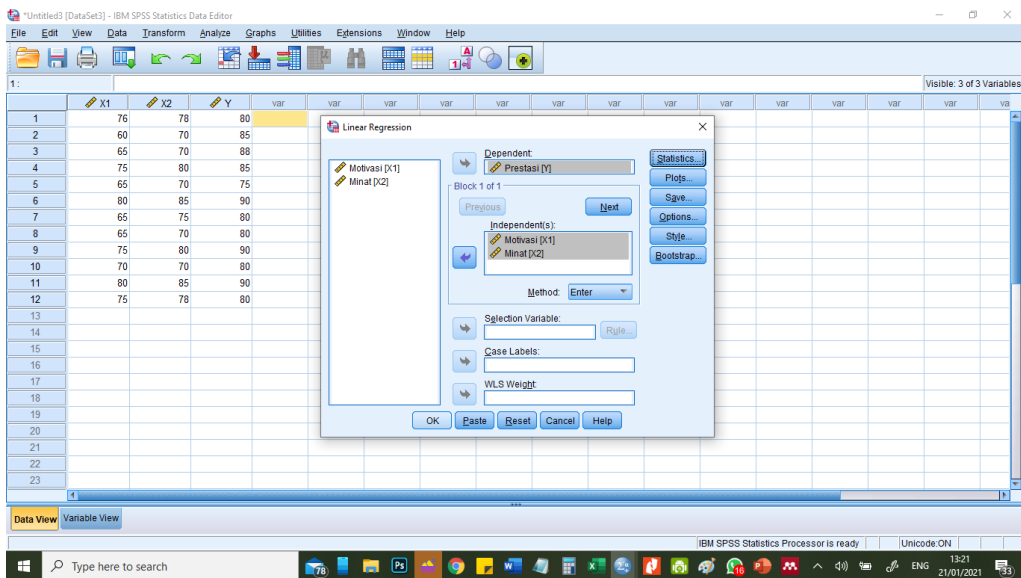 *Untitled3 [DataSet3] - IBM SPSS Statistics Data Editor
File Edit View Data Transform Analyze Graphs Utilities Extensions Window Help
1 :
Visible: 3 of 3 Variables
X1 X2 Y var var var var var var var var var var va
1 76 78 80
2 60 70 85
3 65 70 88
4 75 80 85
5 65 70 75
6 80 85 90
7 65 75 80
8 65 70 80
9 75 80 90
10 70 70 80
11 80 85 90
12 75 78 80
13
14
15
16
17
18
19
20
21
22
23
Linear Regression
Motivasi [X1]
Minat [X2]
Dependent:
Prestasi [Y]
Block 1 of 1
Previous Next
Independent(s):
Motivasi [X1]
Minat [X2]
Method: Enter
Selection Variable:
Rule...
Case Labels:
WLS Weight:
Statistics...
Plots...
Save...
Options...
Style...
Bootstrap...
OK Paste Reset Cancel Help
Data View Variable View
IBM SPSS Statistics Processor is ready Unicode:ON
Type here to search
78
Ps
16
ENG
13:21
21/01/2021
33